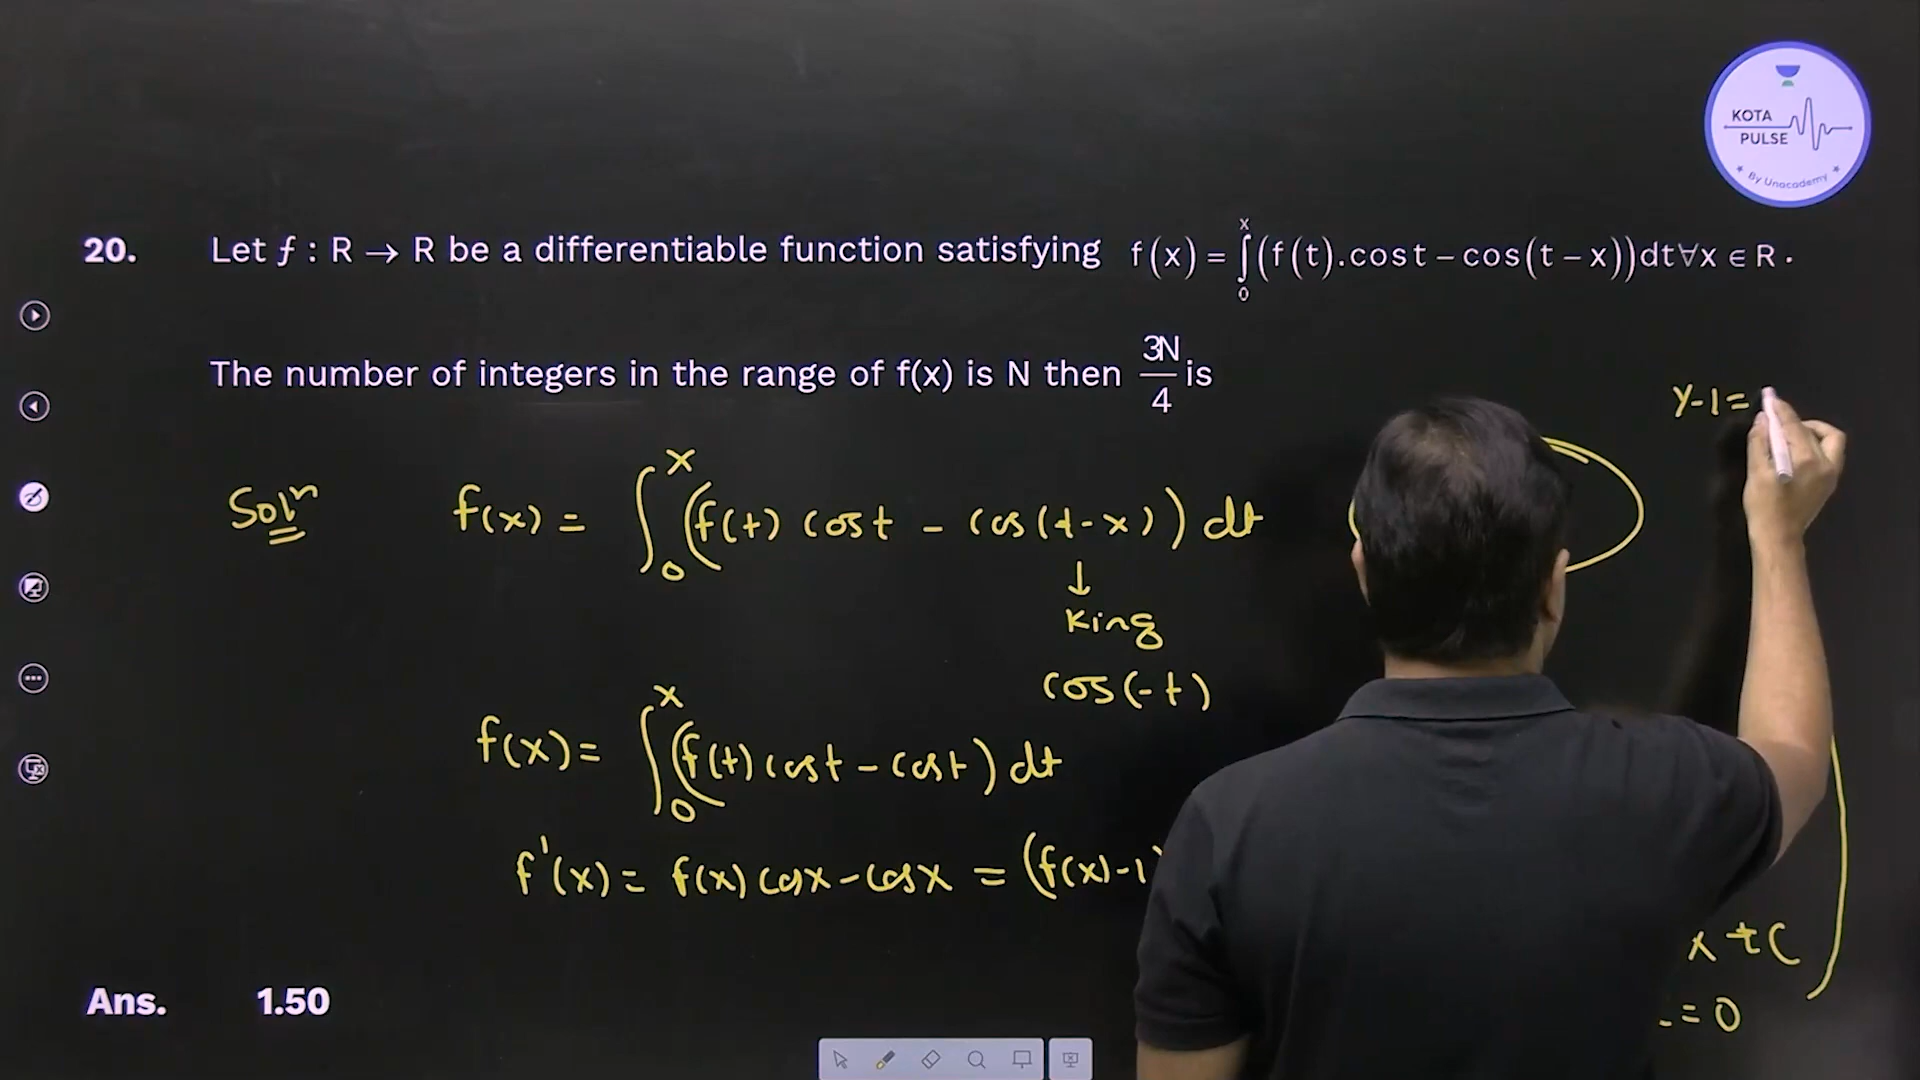 KOTA
PULSE
By Unacademy
20. Let f : R → R be a differentiable function satisfying f(x) = ∫₀ˣ (f(t).cost – cos(t – x))dt ∀x ∈ R.
The number of integers in the range of f(x) is N then 3N/4 is
y-1=
Solⁿ f(x) = ∫₀ˣ (f(t) cost - cos(t-x)) dt
↓
King
cos(-t)
f(x) = ∫₀ˣ (f(t) cost - cost) dt
f'(x) = f(x) cosx - cosx = (f(x)-1)
x + C
= 0
Ans. 1.50